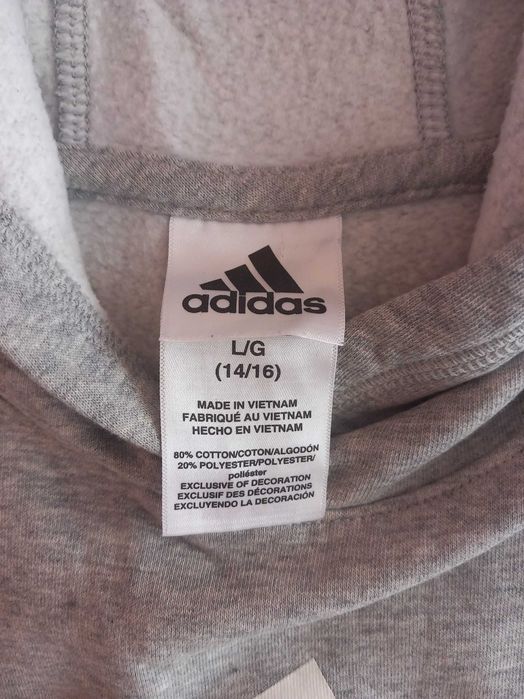 adidas
L/G
(14/16)
MADE IN VIETNAM
FABRIQUÉ AU VIETNAM
HECHO EN VIETNAM
80% COTTON/COTON/ALGODÓN
20% POLYESTER/POLYESTER/
poliéster
EXCLUSIVE OF DECORATION
EXCLUSIF DES DÉCORATIONS
EXCLUYENDO LA DECORACIÓN